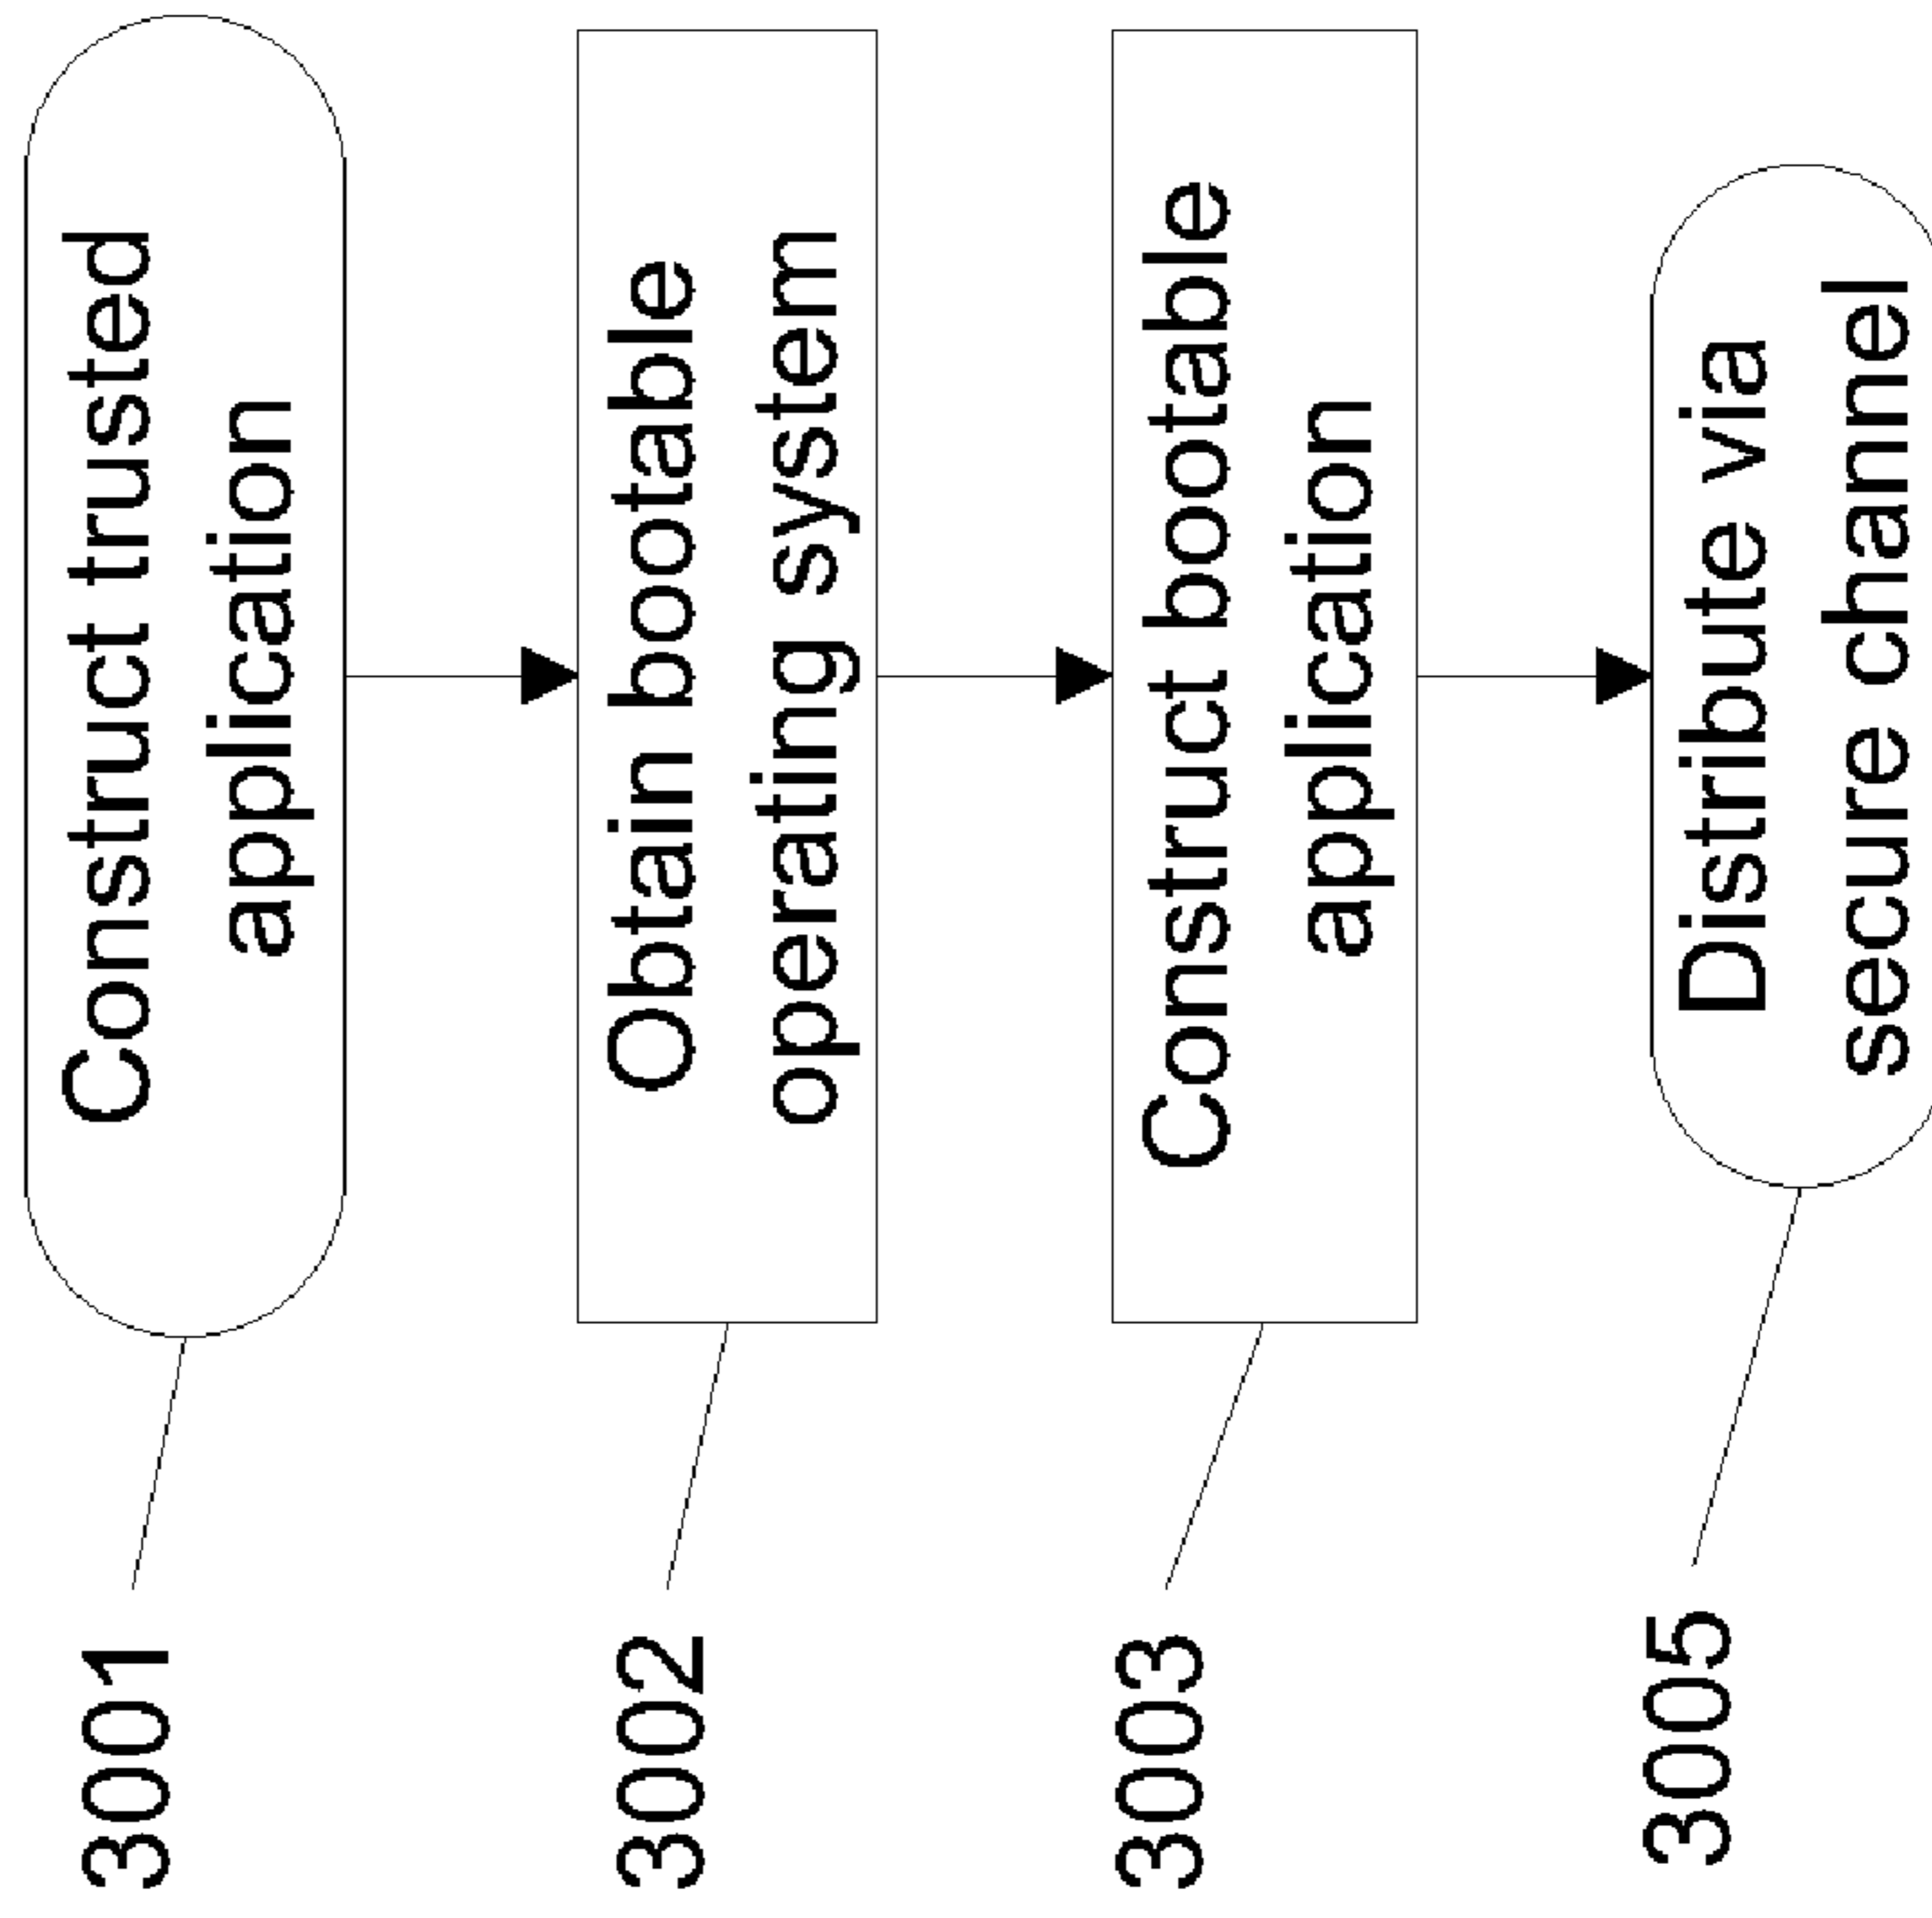 3001
Construct trusted
application
3002
Obtain bootable
operating system
3003
Construct bootable
application
3005
Distribute via
secure channel